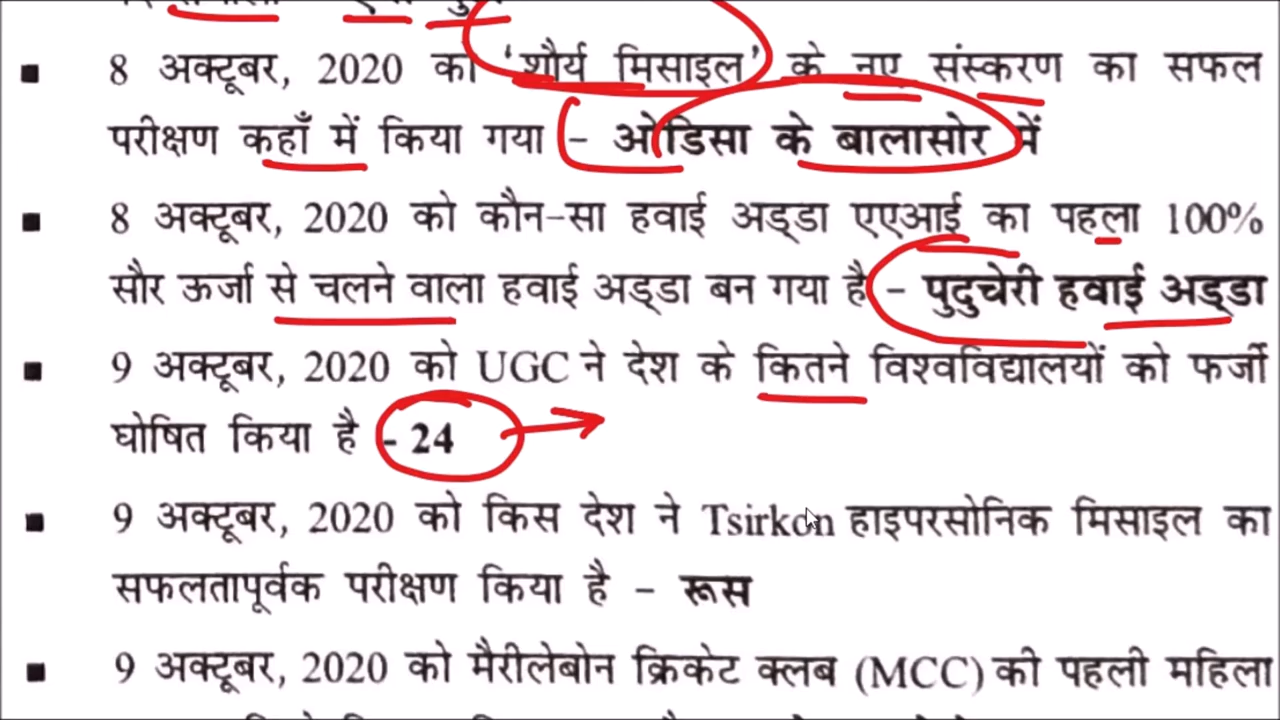 ■ 8 अक्टूबर, 2020 को ‘शौर्य मिसाइल’ के नए संस्करण का सफल
परीक्षण कहाँ में किया गया – ओडिसा के बालासोर में
■ 8 अक्टूबर, 2020 को कौन-सा हवाई अड्डा एएआई का पहला 100%
सौर ऊर्जा से चलने वाला हवाई अड्डा बन गया है – पुदुचेरी हवाई अड्डा
■ 9 अक्टूबर, 2020 को UGC ने देश के कितने विश्वविद्यालयों को फर्जी
घोषित किया है - 24
■ 9 अक्टूबर, 2020 को किस देश ने Tsirkon हाइपरसोनिक मिसाइल का
सफलतापूर्वक परीक्षण किया है – रूस
■ 9 अक्टूबर, 2020 को मैरीलेबोन क्रिकेट क्लब (MCC) की पहली महिला